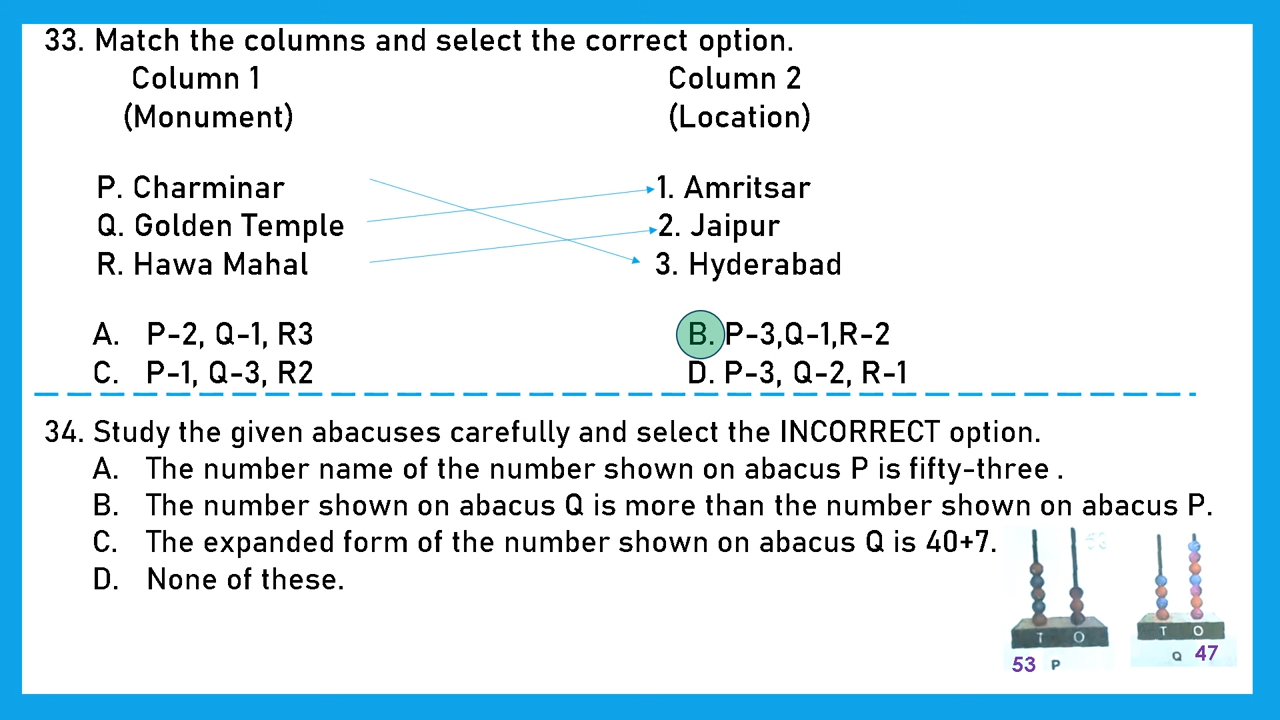 33. Match the columns and select the correct option.
Column 1 Column 2
(Monument) (Location)
P. Charminar 1. Amritsar
Q. Golden Temple 2. Jaipur
R. Hawa Mahal 3. Hyderabad
A. P-2, Q-1, R3 B. P-3,Q-1,R-2
C. P-1, Q-3, R2 D. P-3, Q-2, R-1
34. Study the given abacuses carefully and select the INCORRECT option.
A. The number name of the number shown on abacus P is fifty-three .
B. The number shown on abacus Q is more than the number shown on abacus P.
C. The expanded form of the number shown on abacus Q is 40+7.
D. None of these.
T O T O
53 P Q 47